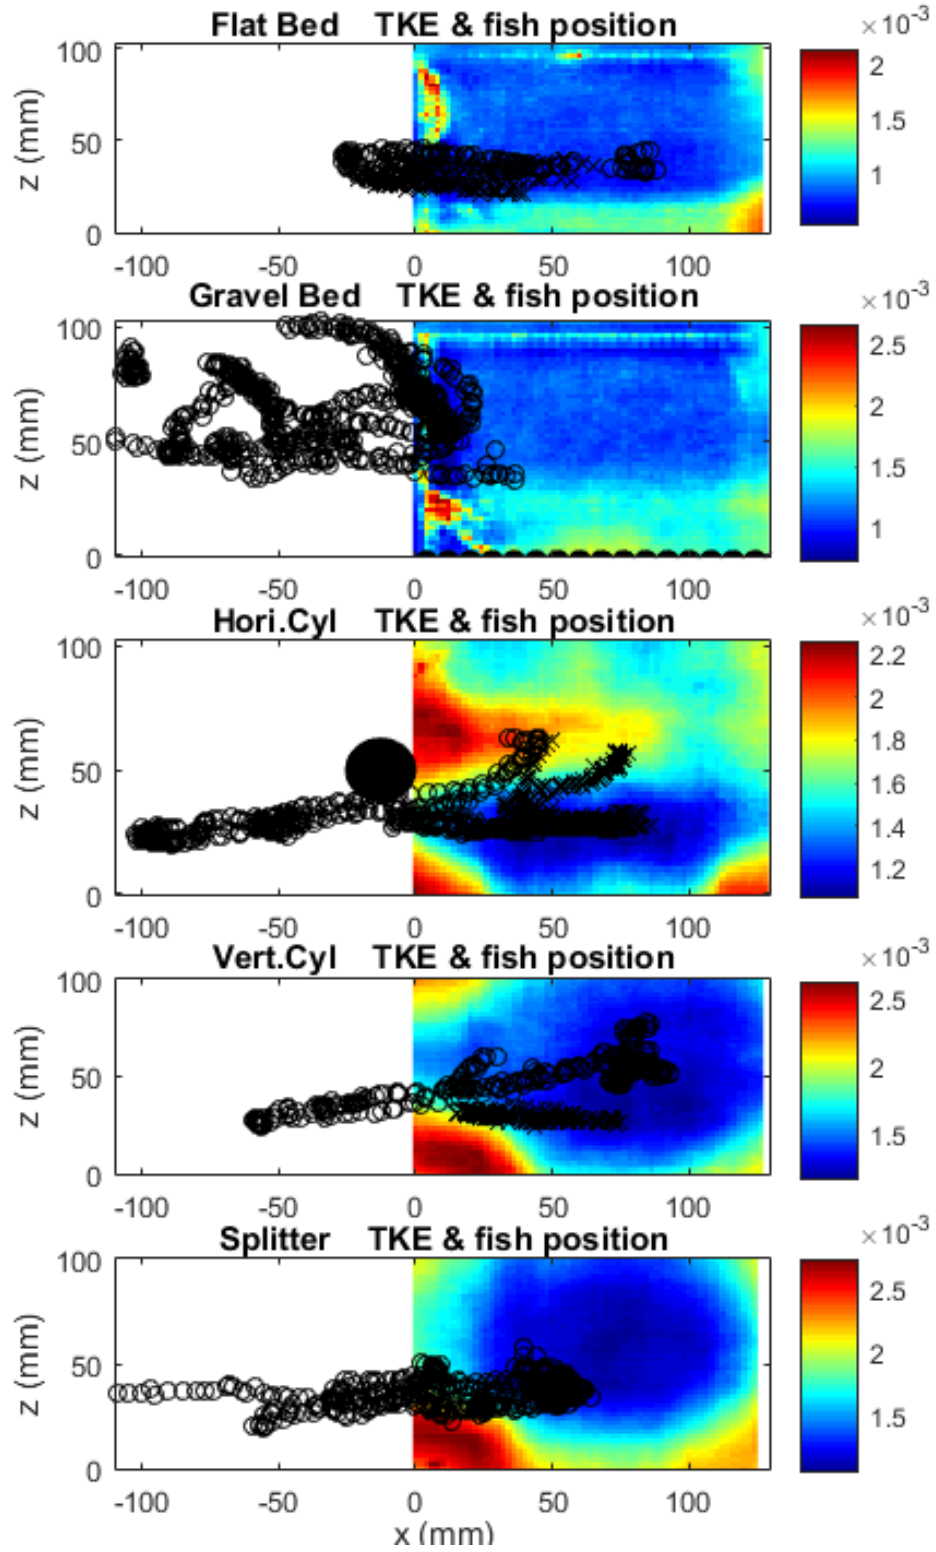 Flat Bed TKE & fish position
×10-3
100
50
0
z (mm)
-100 -50 0 50 100
2
1.5
1
Gravel Bed TKE & fish position
×10-3
100
50
0
z (mm)
-100 -50 0 50 100
2.5
2
1.5
1
Hori.Cyl TKE & fish position
×10-3
100
50
0
z (mm)
-100 -50 0 50 100
2.2
2
1.8
1.6
1.4
1.2
Vert.Cyl TKE & fish position
×10-3
100
50
0
z (mm)
-100 -50 0 50 100
2.5
2
1.5
Splitter TKE & fish position
×10-3
100
50
0
z (mm)
-100 -50 0 50 100
2.5
2
1.5
x (mm)